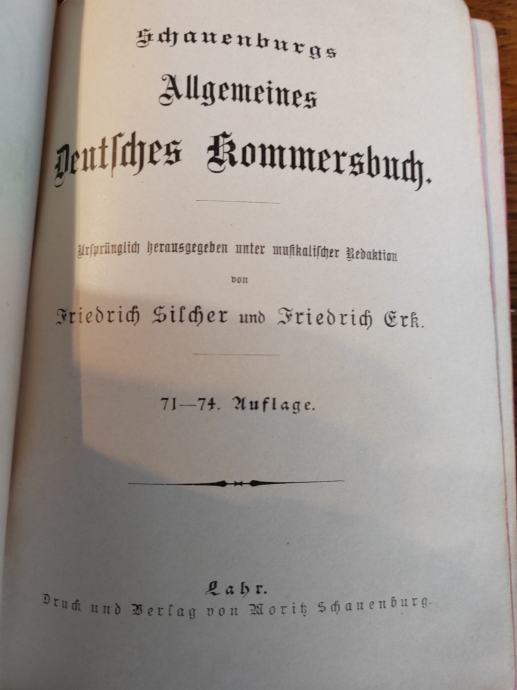 Schauenburgs
Allgemeines
Deutſches Kommersbuch.
Urſprünglich herausgegeben unter muſikaliſcher Redaktion
von
Friedrich Silcher und Friedrich Erk.
71—74. Auflage.
Lahr.
Druck und Verlag von Moritz Schauenburg.